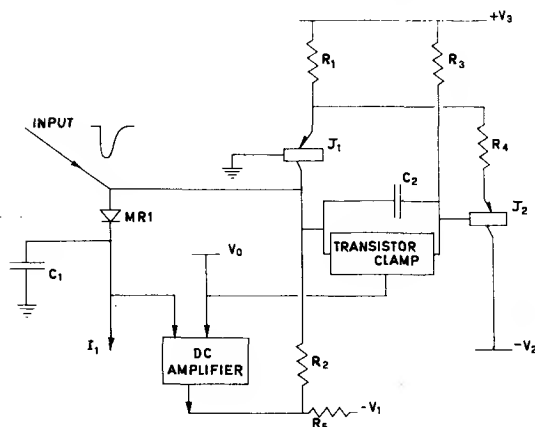 +V3
R1
R3
INPUT
J1
R4
C2
J2
MR1
V0
TRANSISTOR
CLAMP
C1
I1
DC
AMPLIFIER
R2
-V2
-V1
R5